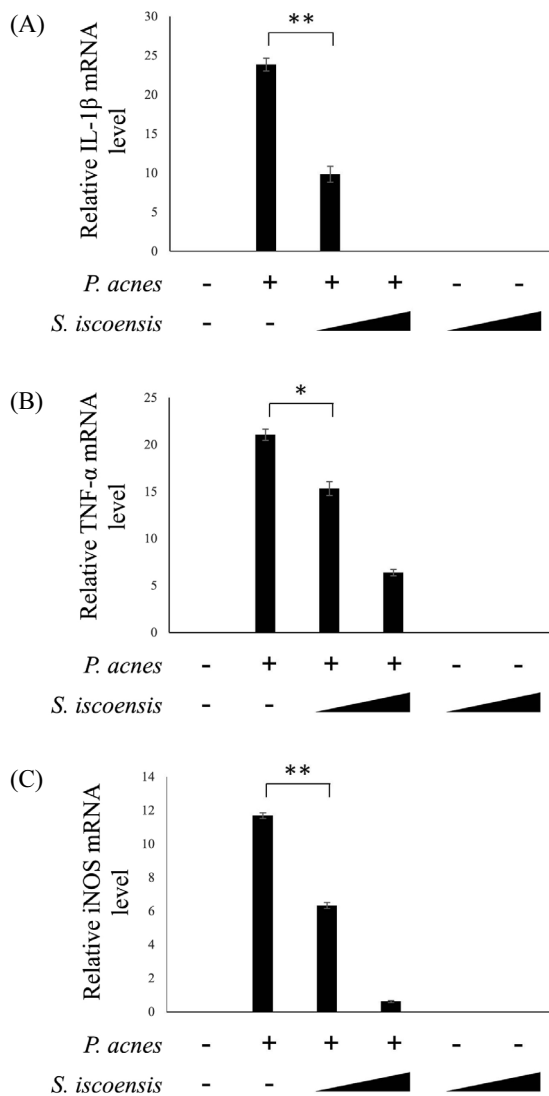 (A)
Relative IL-1β mRNA
level
30
25
20
15
10
5
0
**
P. acnes - + + + - -
S. iscoensis - -
(B)
Relative TNF-α mRNA
level
25
20
15
10
5
0
*
P. acnes - + + + - -
S. iscoensis - -
(C)
Relative iNOS mRNA
level
14
12
10
8
6
4
2
0
**
P. acnes - + + + - -
S. iscoensis - -